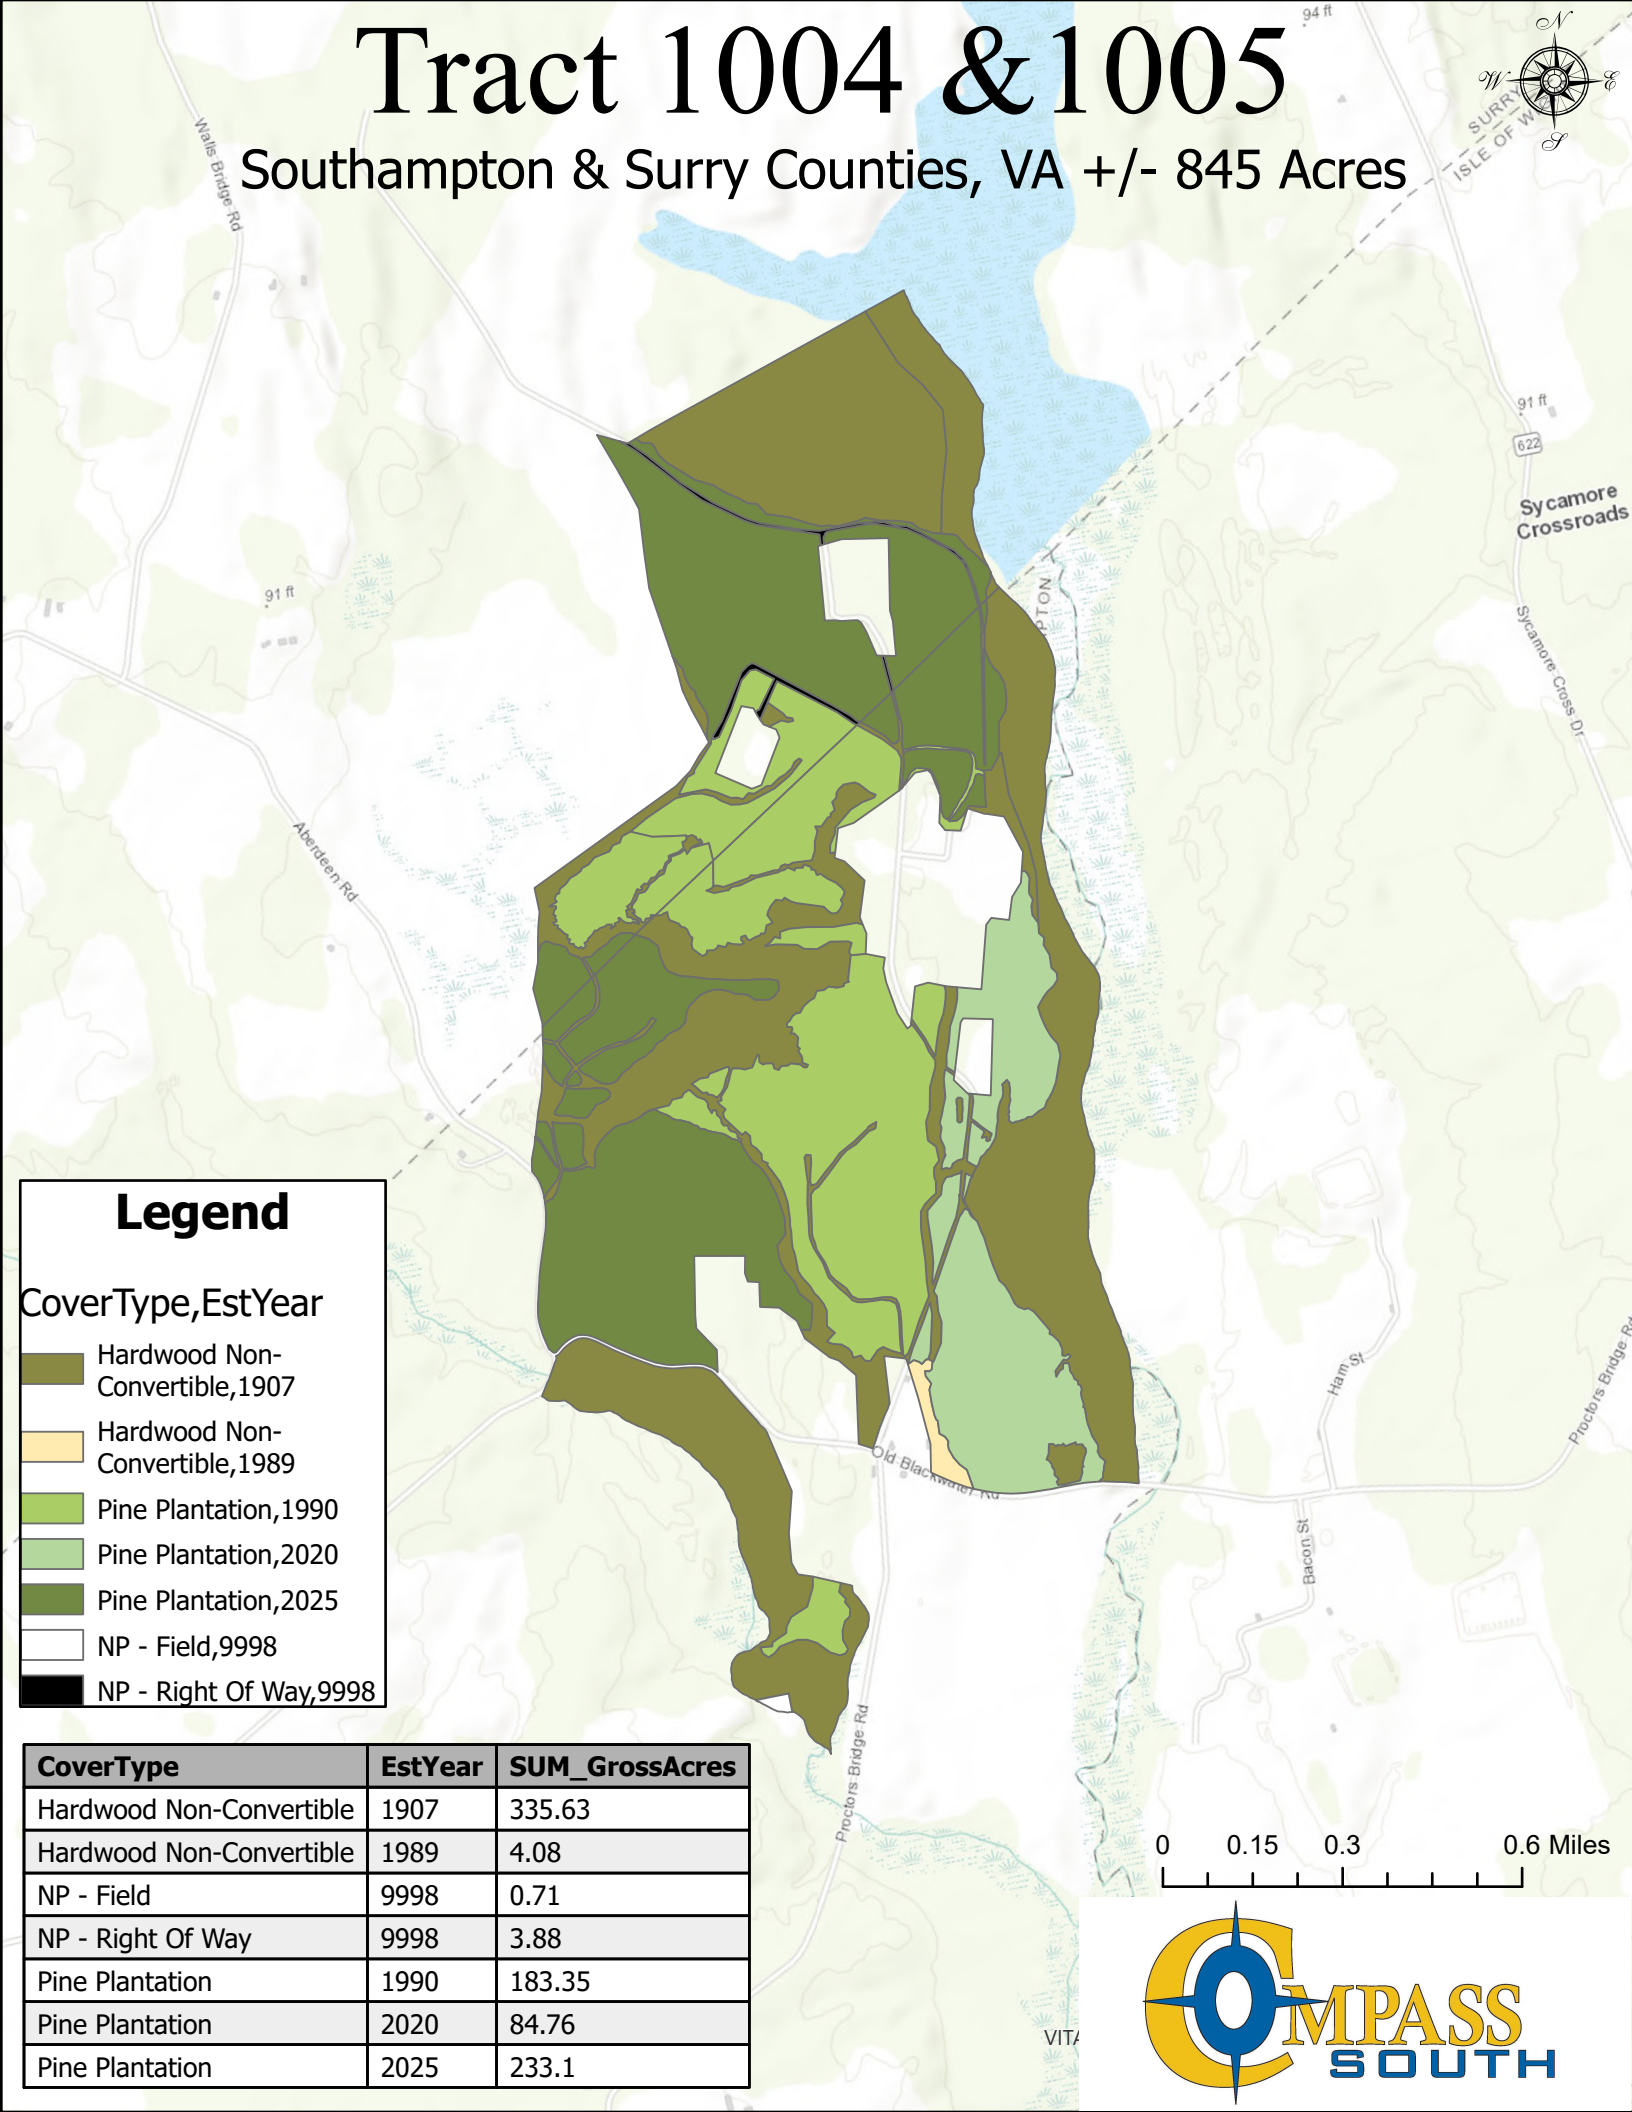 Tract 1004 &1005
Southampton & Surry Counties, VA +/- 845 Acres
N
W
E
S
94 ft
SURRY
ISLE OF W
Walls Bridge Rd
91 ft
622
Sycamore
Crossroads
Sycamore Cross Dr
91 ft
PTON
Aberdeen Rd
Legend
CoverType,EstYear
Hardwood Non-
Convertible,1907
Hardwood Non-
Convertible,1989
Pine Plantation,1990
Pine Plantation,2020
Pine Plantation,2025
NP - Field,9998
NP - Right Of Way,9998
Ham St
Proctors Bridge Rd
Old Blackwater Rd
Bacon St
Proctors Bridge Rd
CoverType EstYear SUM_GrossAcres
Hardwood Non-Convertible 1907 335.63
Hardwood Non-Convertible 1989 4.08
NP - Field 9998 0.71
NP - Right Of Way 9998 3.88
Pine Plantation 1990 183.35
Pine Plantation 2020 84.76
Pine Plantation 2025 233.1
0 0.15 0.3 0.6 Miles
VITA
COMPASS
SOUTH